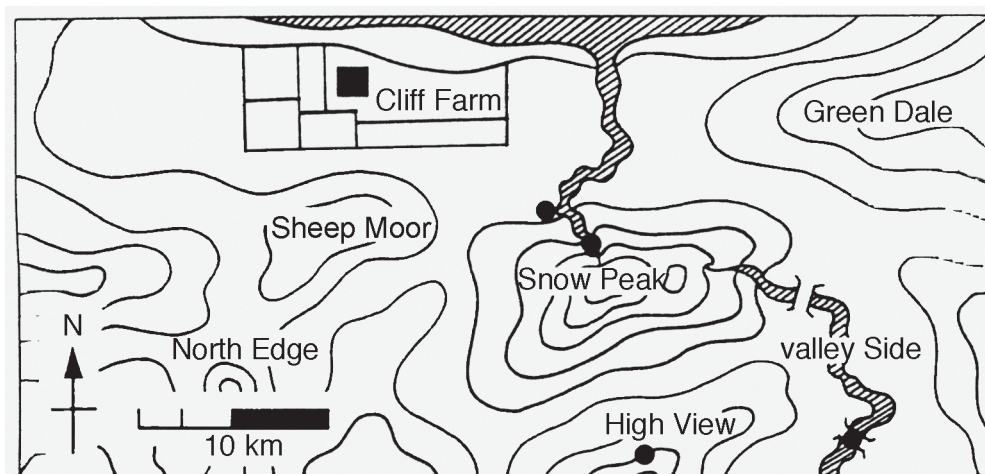 Cliff Farm
Green Dale
Sheep Moor
Snow Peak
N
North Edge
valley Side
10 km
High View